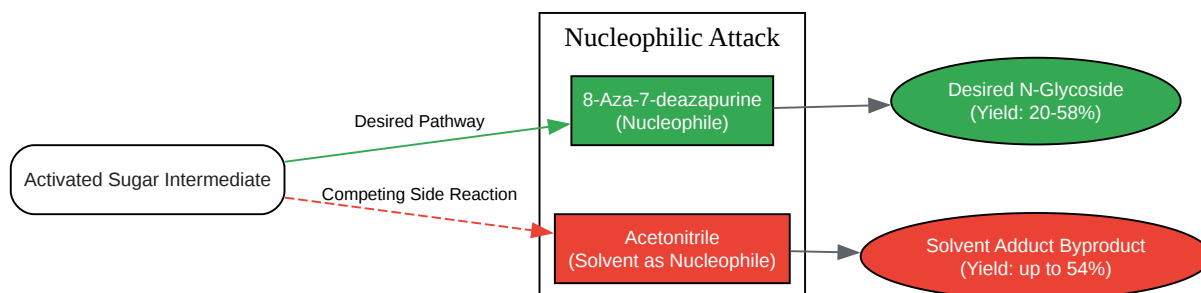 Nucleophilic Attack
8-Aza-7-deazapurine
(Nucleophile)
Desired N-Glycoside
(Yield: 20-58%)
Desired Pathway
Activated Sugar Intermediate
Competing Side Reaction
Acetonitrile
(Solvent as Nucleophile)
Solvent Adduct Byproduct
(Yield: up to 54%)